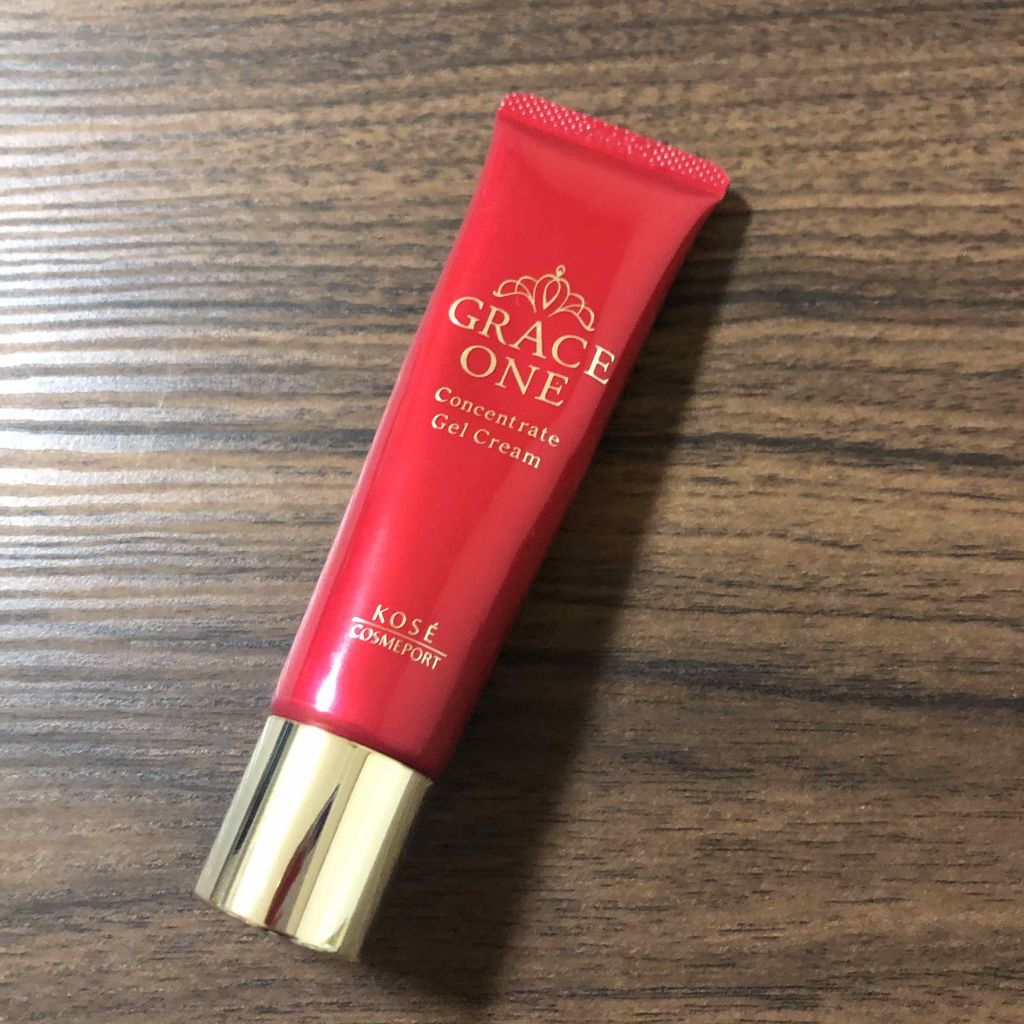 GRACE
ONE
Concentrate
Gel Cream
KOSÉ
COSMEPORT